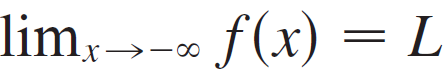 lim_{x→−∞} f(x) = L